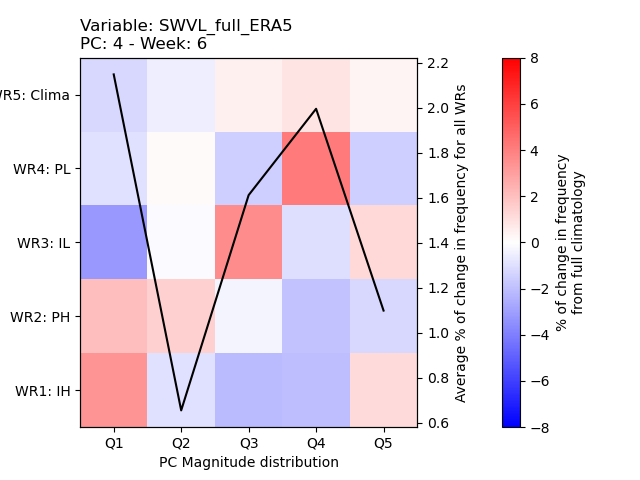 Variable: SWVL_full_ERA5
PC: 4 - Week: 6
WR5: Clima
WR4: PL
WR3: IL
WR2: PH
WR1: IH
Q1 Q2 Q3 Q4 Q5
PC Magnitude distribution
2.2
2.0
1.8
1.6
1.4
1.2
1.0
0.8
0.6
Average % of change in frequency for all WRs
8
6
4
2
0
−2
−4
−6
−8
% of change in frequency
from full climatology